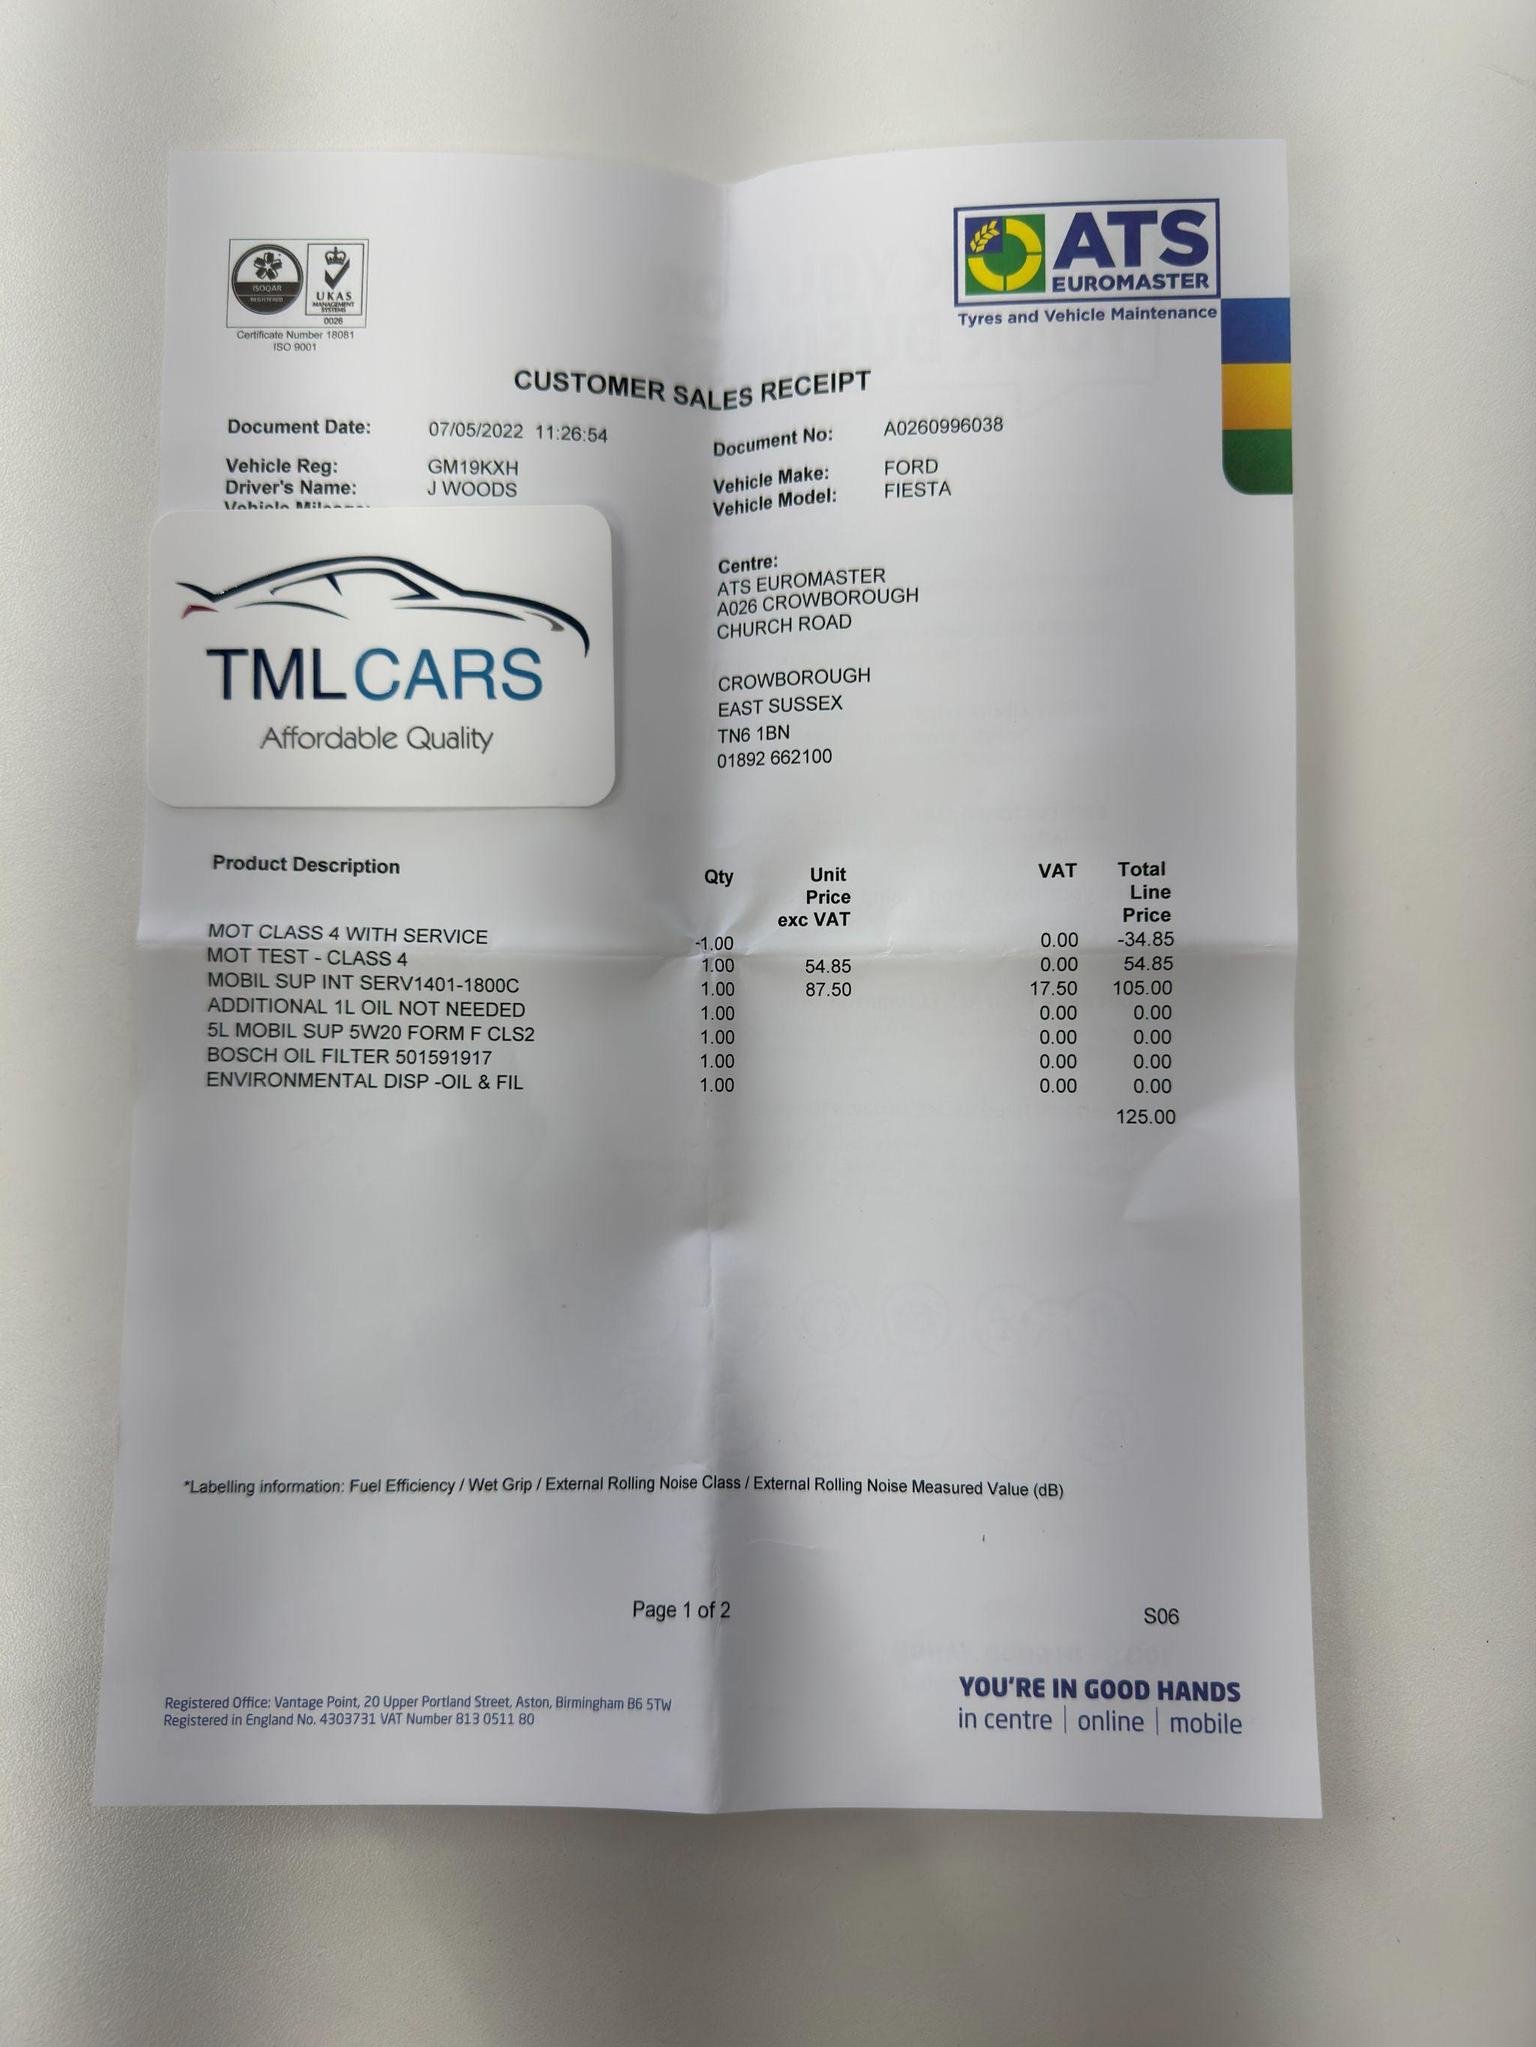 ISOQAR
REGISTERED
UKAS
MANAGEMENT
SYSTEMS
0026
Certificate Number 18081
ISO 9001
ATS
EUROMASTER
Tyres and Vehicle Maintenance
CUSTOMER SALES RECEIPT
Document Date: 07/05/2022 11:26:54 Document No: A0260996038
Vehicle Reg: GM19KXH Vehicle Make: FORD
Driver's Name: J WOODS Vehicle Model: FIESTA
Vehicle Mileage:
TMLCARS
Affordable Quality
Centre:
ATS EUROMASTER
A026 CROWBOROUGH
CHURCH ROAD
CROWBOROUGH
EAST SUSSEX
TN6 1BN
01892 662100
Product Description Qty Unit Price exc VAT VAT Total Line Price
MOT CLASS 4 WITH SERVICE -1.00 0.00 -34.85
MOT TEST - CLASS 4 1.00 54.85 0.00 54.85
MOBIL SUP INT SERV1401-1800C 1.00 87.50 17.50 105.00
ADDITIONAL 1L OIL NOT NEEDED 1.00 0.00 0.00
5L MOBIL SUP 5W20 FORM F CLS2 1.00 0.00 0.00
BOSCH OIL FILTER 501591917 1.00 0.00 0.00
ENVIRONMENTAL DISP -OIL & FIL 1.00 0.00 0.00
125.00
*Labelling information: Fuel Efficiency / Wet Grip / External Rolling Noise Class / External Rolling Noise Measured Value (dB)
Page 1 of 2 S06
Registered Office: Vantage Point, 20 Upper Portland Street, Aston, Birmingham B6 5TW
Registered in England No. 4303731 VAT Number 813 0511 80
YOU'RE IN GOOD HANDS
in centre | online | mobile